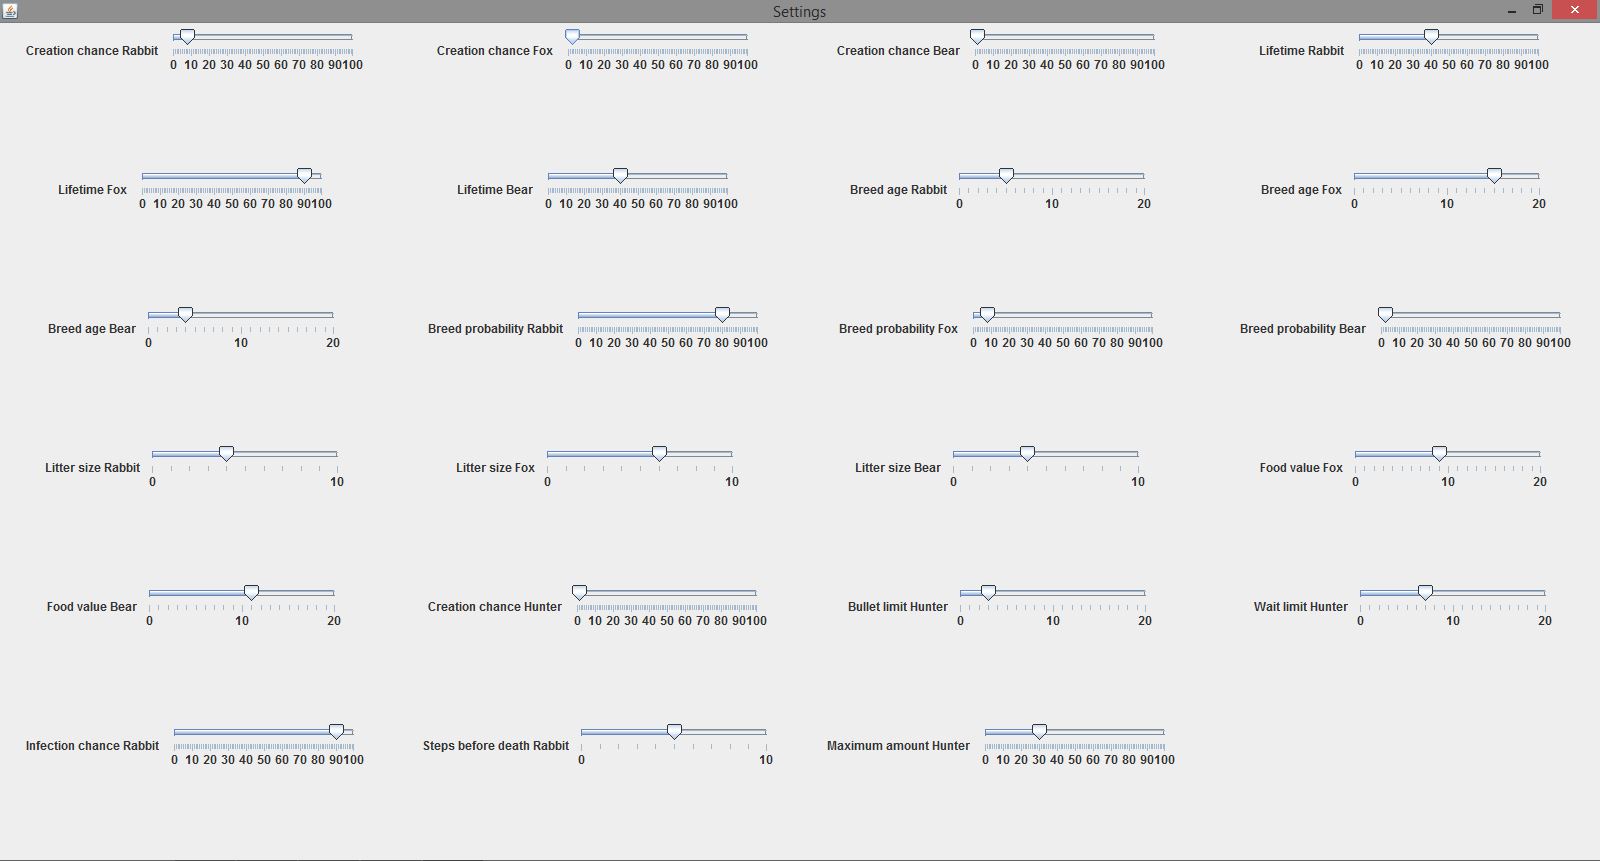 Settings
Creation chance Rabbit
0 10 20 30 40 50 60 70 80 90100
Creation chance Fox
0 10 20 30 40 50 60 70 80 90100
Creation chance Bear
0 10 20 30 40 50 60 70 80 90100
Lifetime Rabbit
0 10 20 30 40 50 60 70 80 90100
Lifetime Fox
0 10 20 30 40 50 60 70 80 90100
Lifetime Bear
0 10 20 30 40 50 60 70 80 90100
Breed age Rabbit
0 10 20
Breed age Fox
0 10 20
Breed age Bear
0 10 20
Breed probability Rabbit
0 10 20 30 40 50 60 70 80 90100
Breed probability Fox
0 10 20 30 40 50 60 70 80 90100
Breed probability Bear
0 10 20 30 40 50 60 70 80 90100
Litter size Rabbit
0 10
Litter size Fox
0 10
Litter size Bear
0 10
Food value Fox
0 10 20
Food value Bear
0 10 20
Creation chance Hunter
0 10 20 30 40 50 60 70 80 90100
Bullet limit Hunter
0 10 20
Wait limit Hunter
0 10 20
Infection chance Rabbit
0 10 20 30 40 50 60 70 80 90100
Steps before death Rabbit
0 10
Maximum amount Hunter
0 10 20 30 40 50 60 70 80 90100